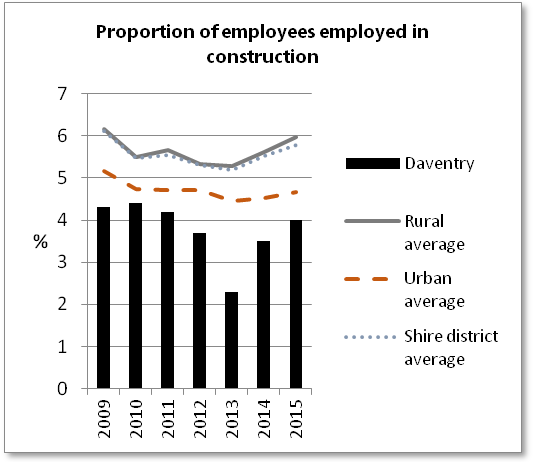 Proportion of employees employed in
construction
7
6
5
4
3
2
1
0
%
2009
2010
2011
2012
2013
2014
2015
Daventry
Rural
average
Urban
average
Shire district
average